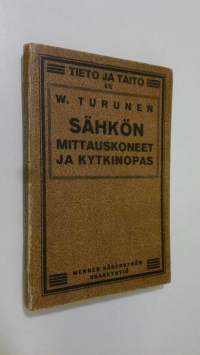 TIETO JA TAITO
W. TURUNEN
SÄHKÖN
MITTAUSKONEET
JA KYTKINOPAS
WERNER SÖDERSTRÖM
OSAKEYHTIÖ